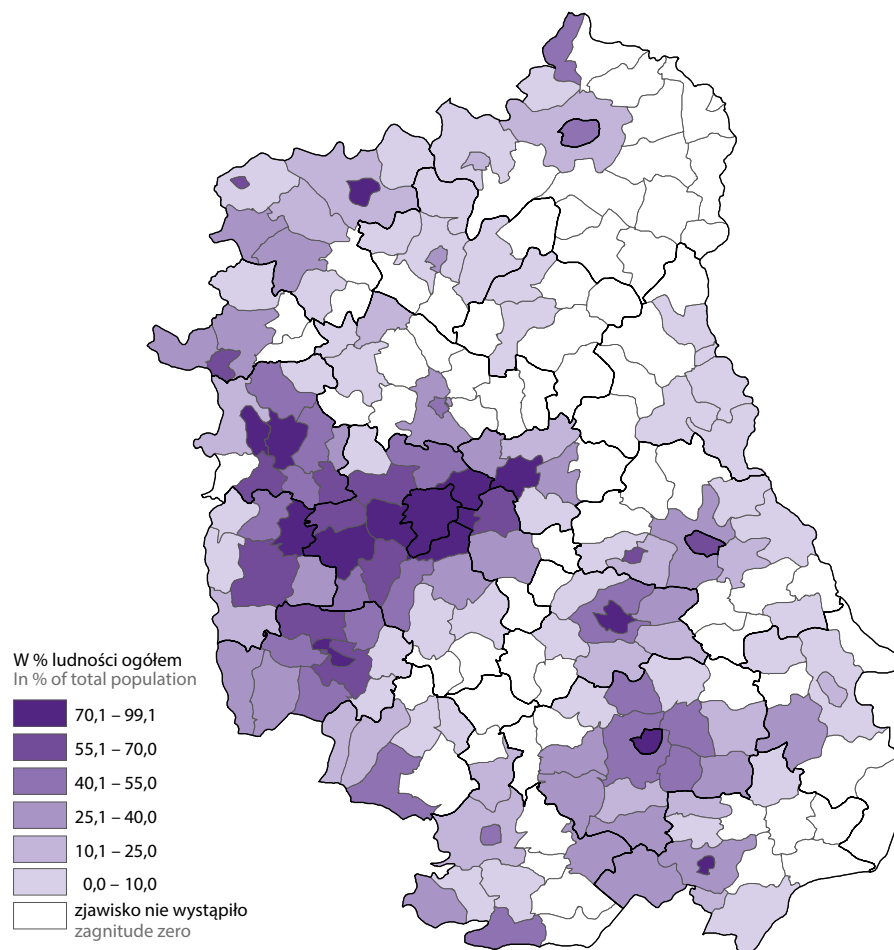 W % ludności ogółem
In % of total population
70,1 – 99,1
55,1 – 70,0
40,1 – 55,0
25,1 – 40,0
10,1 – 25,0
0,0 – 10,0
zjawisko nie wystąpiło
zagnitude zero